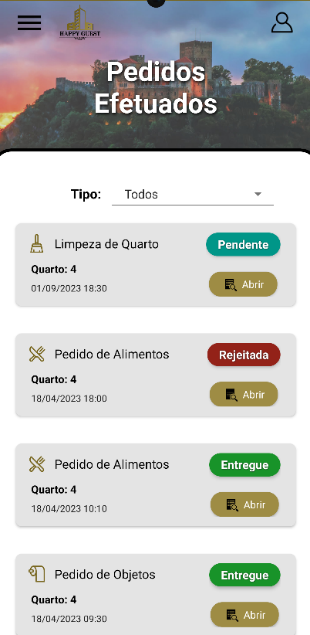 HAPPY GUEST
Pedidos
Efetuados
Tipo: Todos
Limpeza de Quarto Pendente
Quarto: 4
01/09/2023 18:30 Abrir
Pedido de Alimentos Rejeitada
Quarto: 4
18/04/2023 18:00 Abrir
Pedido de Alimentos Entregue
Quarto: 4
18/04/2023 10:10 Abrir
Pedido de Objetos Entregue
Quarto: 4
18/04/2023 09:30 Abrir